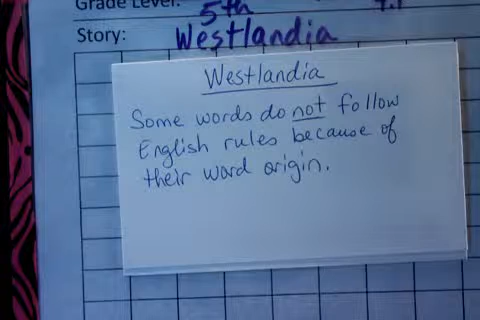 Grade Level: 5th
Story: Westlandia
Westlandia
Some words do not follow
English rules because of
their word origin.